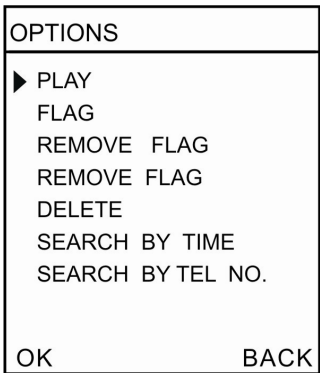 OPTIONS
PLAY
FLAG
REMOVE FLAG
REMOVE FLAG
DELETE
SEARCH BY TIME
SEARCH BY TEL NO.
OK BACK